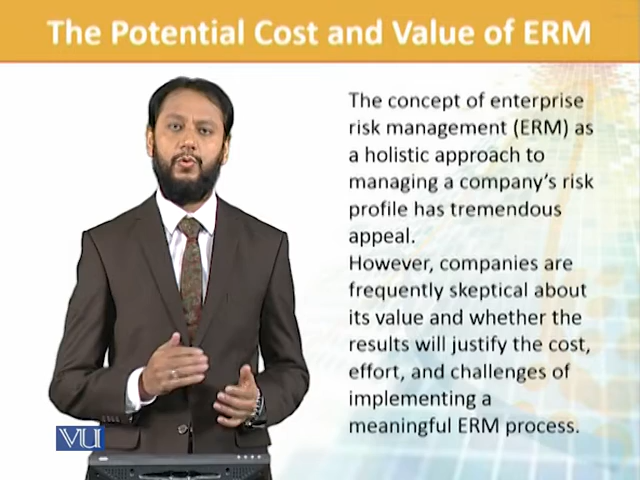 The Potential Cost and Value of ERM
The concept of enterprise
risk management (ERM) as
a holistic approach to
managing a company's risk
profile has tremendous
appeal.
However, companies are
frequently skeptical about
its value and whether the
results will justify the cost,
effort, and challenges of
implementing a
meaningful ERM process.
VU